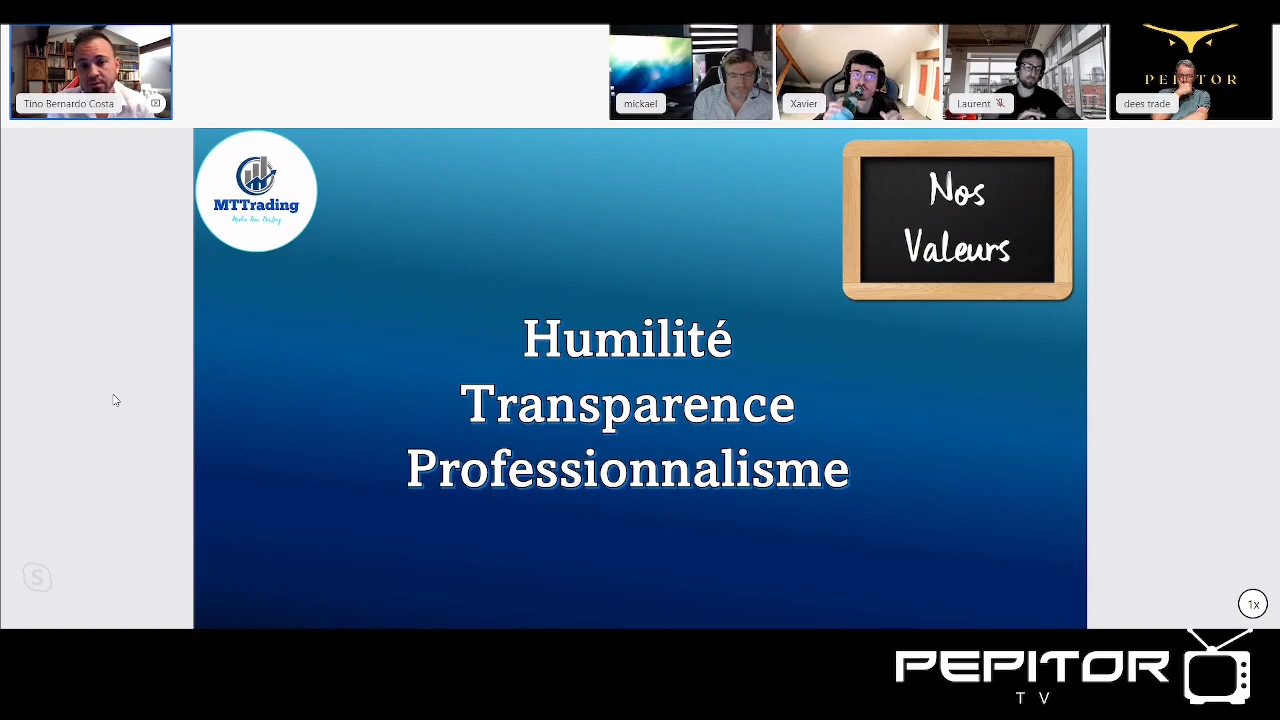 Tino Bernardo Costa
mickael
Xavier
Laurent
PEPITOR
dees trade
MTTrading
Nos
Valeurs
Humilité
Transparence
Professionnalisme
S
1x
PEPITOR
TV